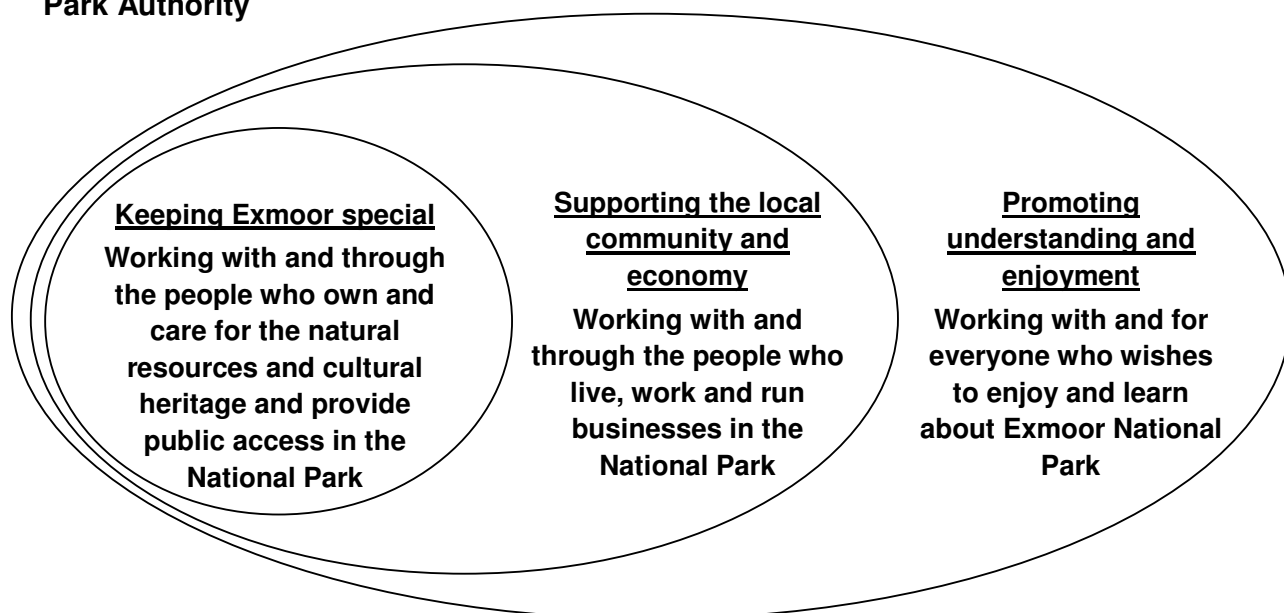 Park Authority
Keeping Exmoor special
Working with and through
the people who own and
care for the natural
resources and cultural
heritage and provide
public access in the
National Park
Supporting the local
community and
economy
Working with and
through the people who
live, work and run
businesses in the
National Park
Promoting
understanding and
enjoyment
Working with and for
everyone who wishes
to enjoy and learn
about Exmoor National
Park